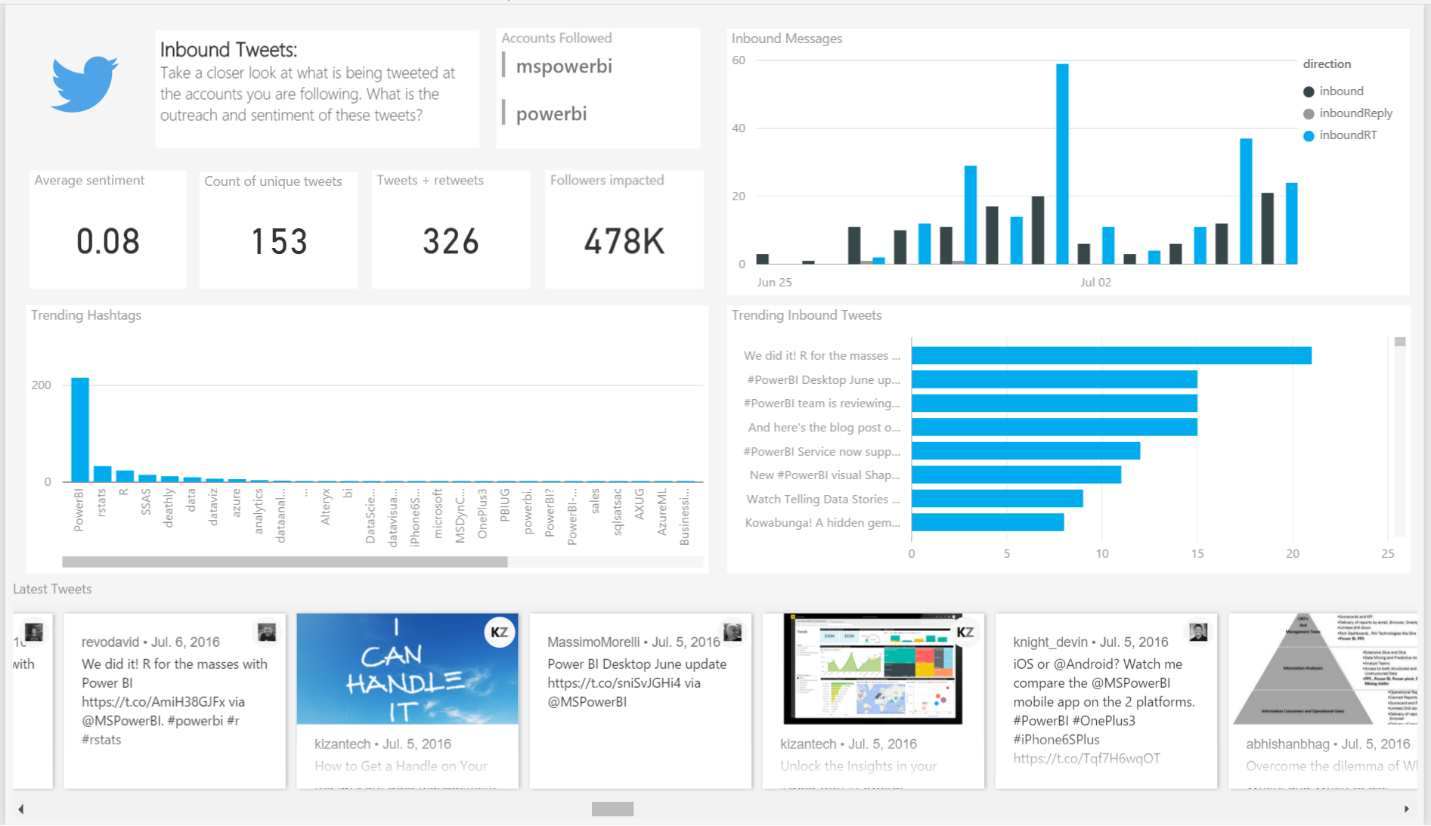 Inbound Tweets:
Take a closer look at what is being tweeted at
the accounts you are following. What is the
outreach and sentiment of these tweets?
Accounts Followed
mspowerbi
powerbi
Average sentiment
0.08
Count of unique tweets
153
Tweets + retweets
326
Followers impacted
478K
Inbound Messages
60
40
20
0
Jun 25
Jul 02
direction
inbound
inboundReply
inboundRT
Trending Hashtags
200
0
PowerBI
rstats
R
SSAS
deathly
data
dataviz
azure
analytics
dataanal...
...
Alteryx
bi
DataScie...
datavisua...
iPhone6S...
microsoft
MSDynC...
OnePlus3
PBIUG
powerbi.
PowerBI?
PowerBI-...
sales
sqlsatsac
AXUG
AzureML
Businessi...
Trending Inbound Tweets
We did it! R for the masses ...
#PowerBI Desktop June up...
#PowerBI team is reviewing...
And here's the blog post o...
#PowerBI Service now supp...
New #PowerBI visual Shap...
Watch Telling Data Stories ...
Kowabunga! A hidden gem...
0
5
10
15
20
25
Latest Tweets
with
revodavid • Jul. 6, 2016
We did it! R for the masses with
Power BI
https://t.co/AmiH38GJFx via
@MSPowerBI. #powerbi #r
#rstats
I
CAN
HANDLE
IT
KZ
kizantech • Jul. 5, 2016
How to Get a Handle on Your
MassimoMorelli • Jul. 5, 2016
Power BI Desktop June update
https://t.co/sniSvJGHi4 via
@MSPowerBI
KZ
kizantech • Jul. 5, 2016
Unlock the Insights in your
knight_devin • Jul. 5, 2016
iOS or @Android? Watch me
compare the @MSPowerBI
mobile app on the 2 platforms.
#PowerBI #OnePlus3
#iPhone6SPlus
https://t.co/Tqf7H6wqOT
Information Analyzers
Information Consumers and Operational Users
abhishanbhag • Jul. 5, 2016
Overcome the dilemma of